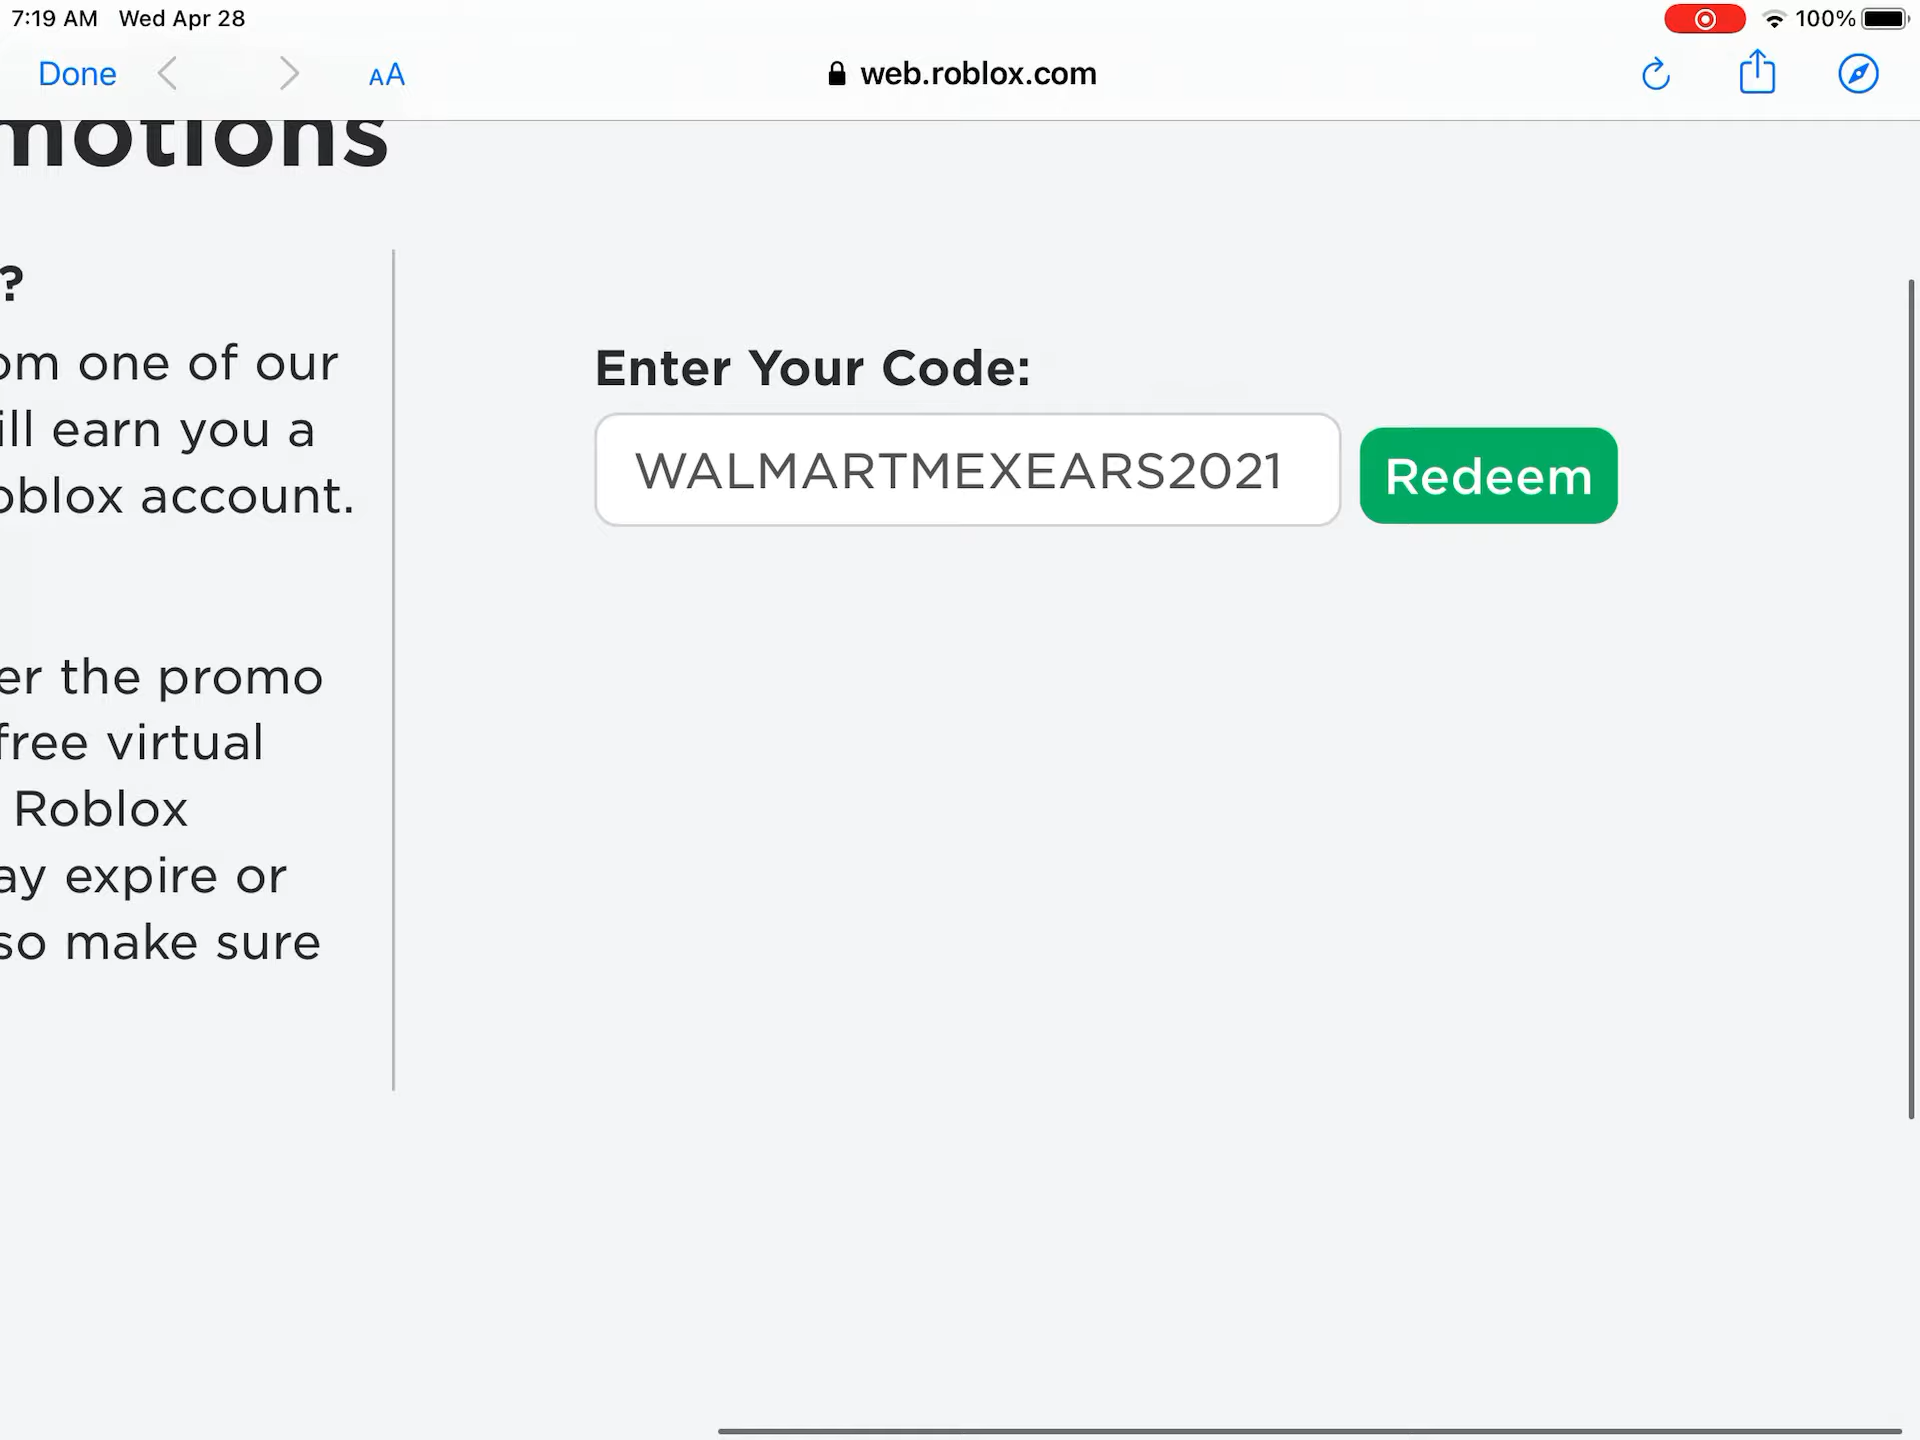 7:19 AM Wed Apr 28
100%
Done
AA
web.roblox.com
motions
?
om one of our
ill earn you a
oblox account.
er the promo
free virtual
Roblox
ay expire or
so make sure
Enter Your Code:
WALMARTMEXEARS2021
Redeem